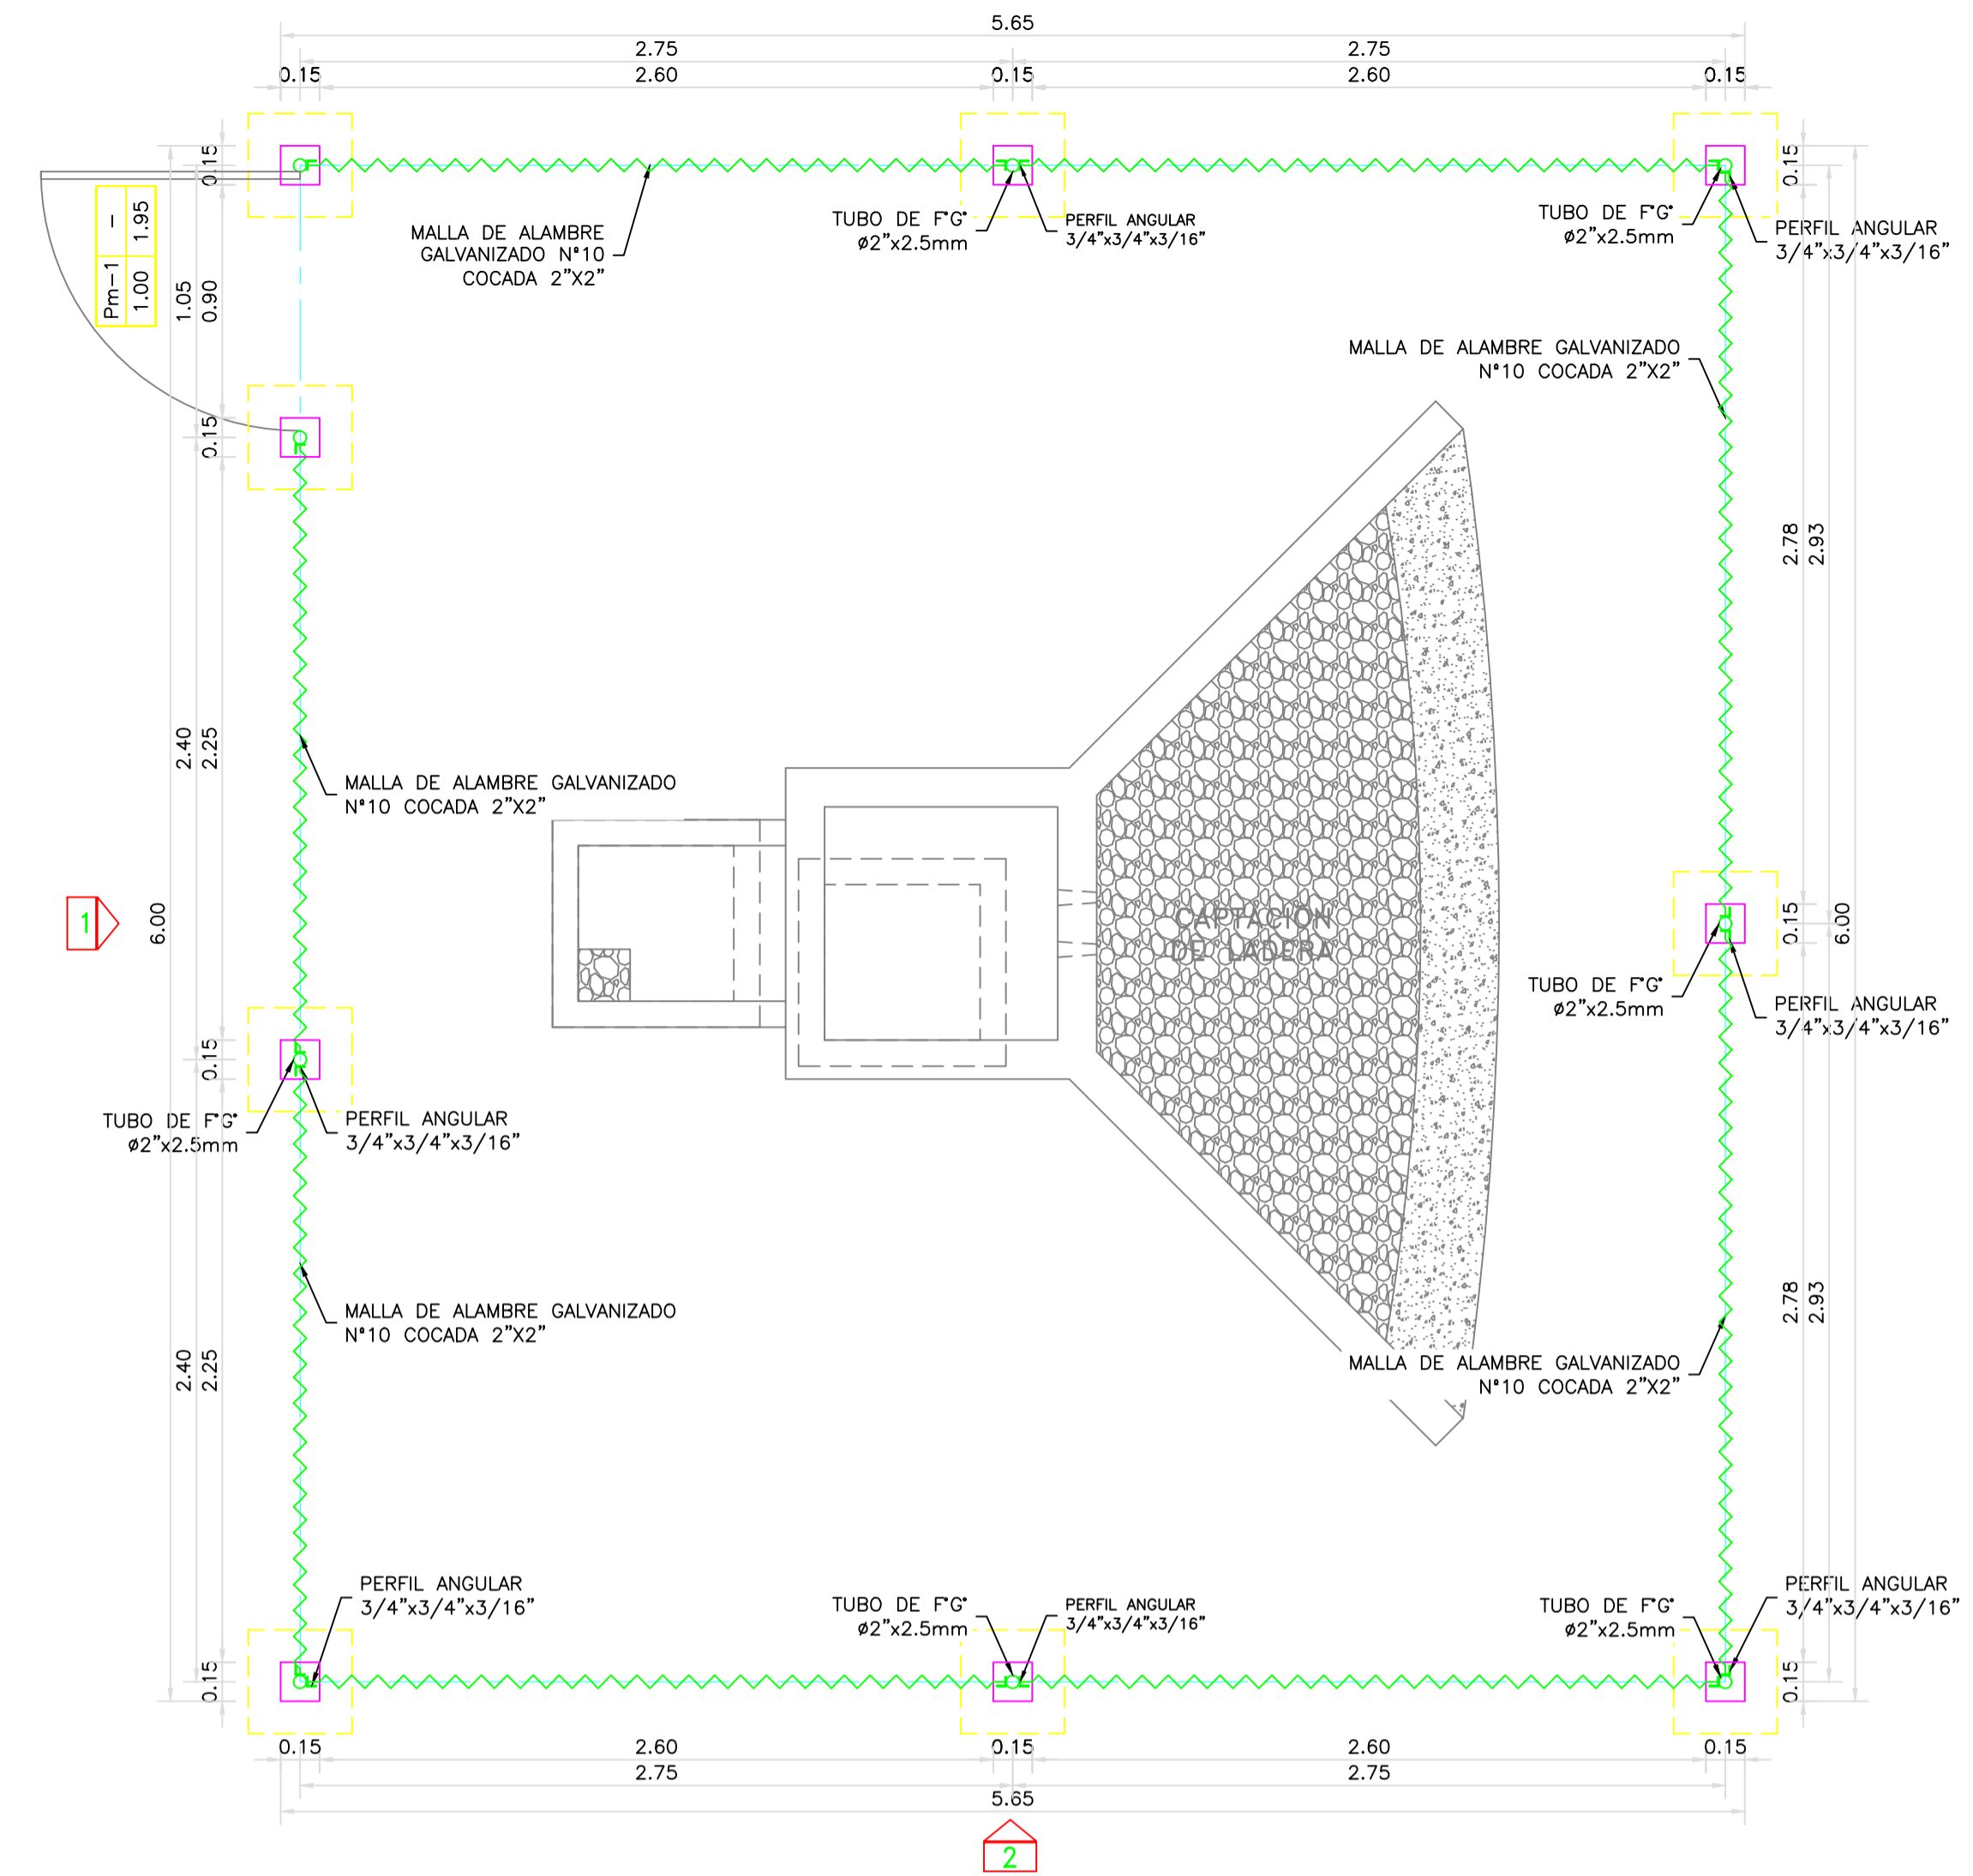 5.65
2.75
2.75
0.15
2.60
0.15
2.60
0.15
0.15
Pm-1
-
1.00
1.95
1.05
0.90
0.15
MALLA DE ALAMBRE
GALVANIZADO N°10
COCADA 2"X2"
TUBO DE F°G°
ø2"x2.5mm
PERFIL ANGULAR
3/4"x3/4"x3/16"
TUBO DE F°G°
ø2"x2.5mm
0.15
PERFIL ANGULAR
3/4"x3/4"x3/16"
MALLA DE ALAMBRE GALVANIZADO
N°10 COCADA 2"X2"
2.78
2.93
2.40
2.25
MALLA DE ALAMBRE GALVANIZADO
N°10 COCADA 2"X2"
1
6.00
CAPTACIÓN
DE LADERA
0.15
6.00
TUBO DE F°G°
ø2"x2.5mm
PERFIL ANGULAR
3/4"x3/4"x3/16"
0.15
TUBO DE F°G°
ø2"x2.5mm
PERFIL ANGULAR
3/4"x3/4"x3/16"
MALLA DE ALAMBRE GALVANIZADO
N°10 COCADA 2"X2"
2.78
2.93
2.40
2.25
MALLA DE ALAMBRE GALVANIZADO
N°10 COCADA 2"X2"
PERFIL ANGULAR
3/4"x3/4"x3/16"
TUBO DE F°G°
ø2"x2.5mm
PERFIL ANGULAR
3/4"x3/4"x3/16"
TUBO DE F°G°
ø2"x2.5mm
PERFIL ANGULAR
3/4"x3/4"x3/16"
0.15
0.15
0.15
2.60
0.15
2.60
0.15
2.75
2.75
5.65
2